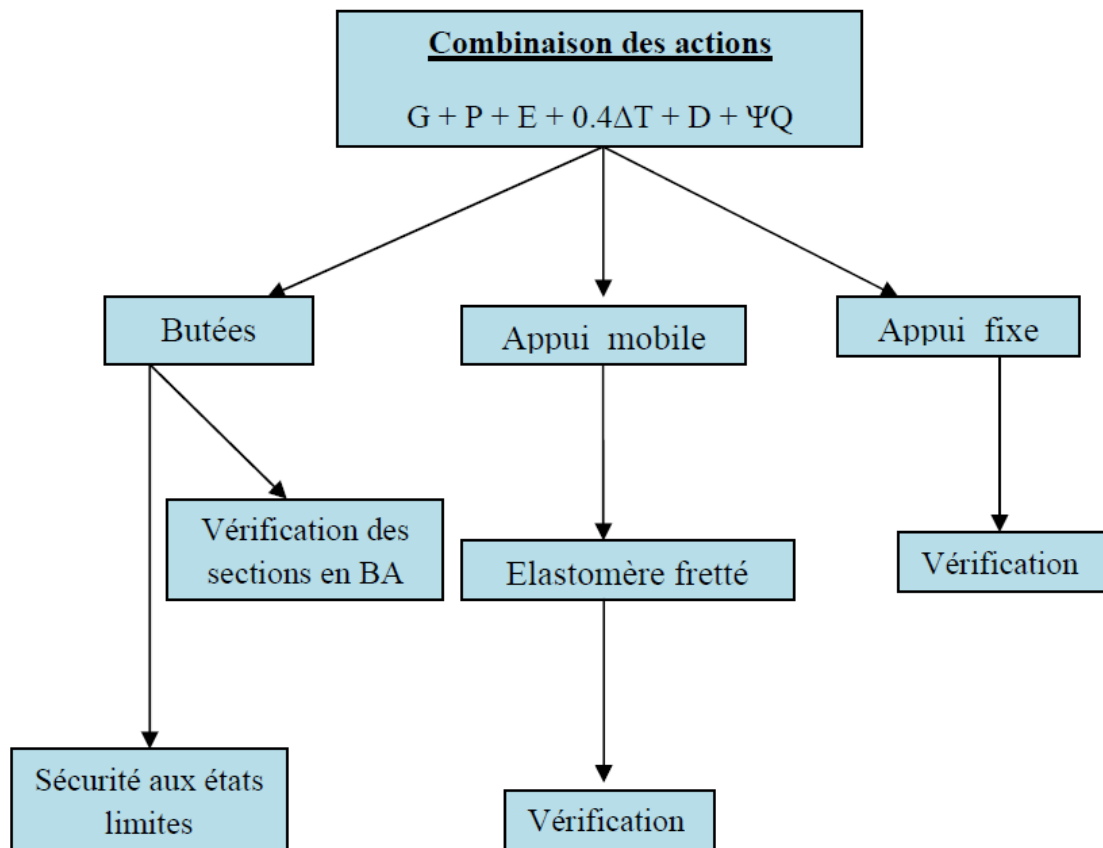 Combinaison des actions
G + P + E + 0.4ΔT + D + ΨQ
Butées
Appui mobile
Appui fixe
Vérification des
sections en BA
Elastomère fretté
Vérification
Sécurité aux états
limites
Vérification